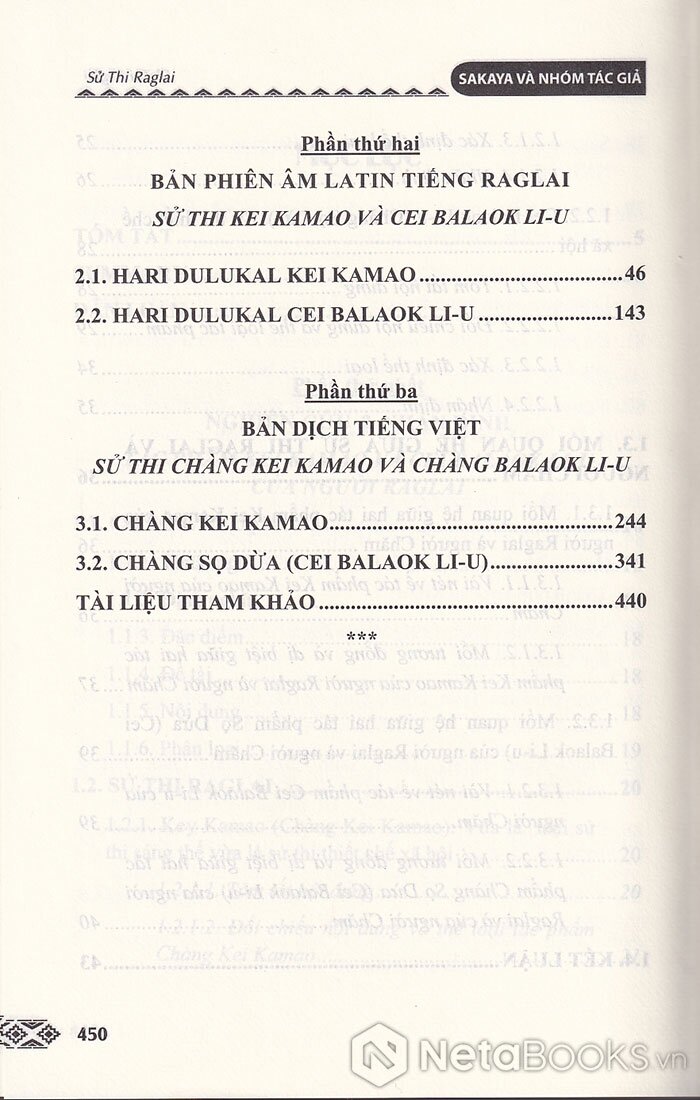 Sử Thi Raglai
SAKAYA VÀ NHÓM TÁC GIẢ
Phần thứ hai
BẢN PHIÊN ÂM LATIN TIẾNG RAGLAI
SỬ THI KEI KAMAO VÀ CEI BALAOK LI-U
2.1. HARI DULUKAL KEI KAMAO 46
2.2. HARI DULUKAL CEI BALAOK LI-U 143
Phần thứ ba
BẢN DỊCH TIẾNG VIỆT
SỬ THI CHÀNG KEI KAMAO VÀ CHÀNG BALAOK LI-U
3.1. CHÀNG KEI KAMAO 244
3.2. CHÀNG SỌ DỪA (CEI BALAOK LI-U) 341
TÀI LIỆU THAM KHẢO 440
***
450
NetaBooks.vn